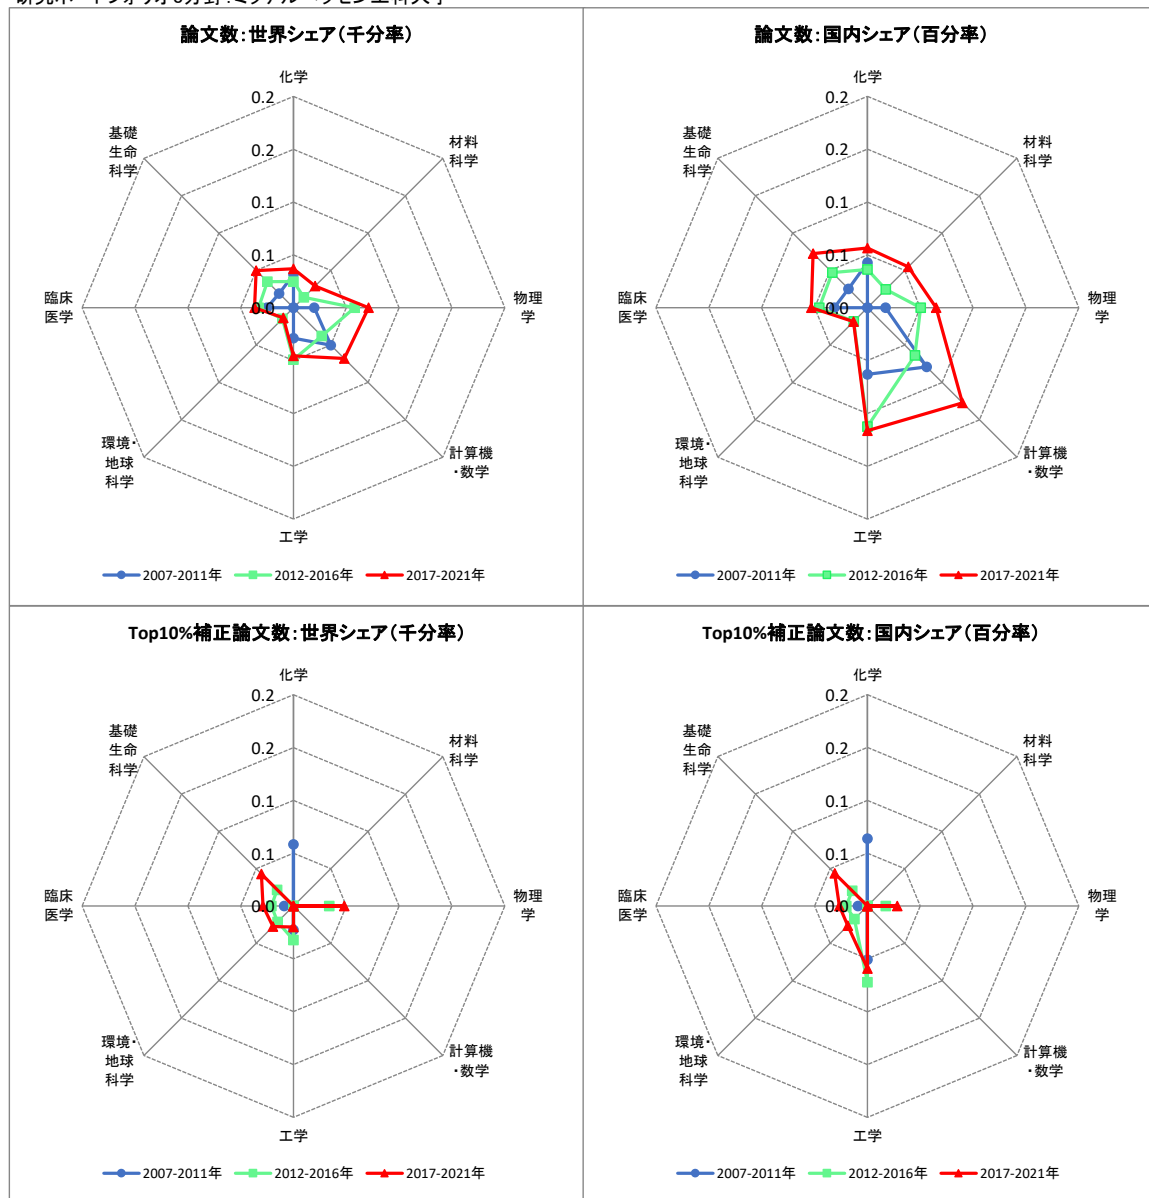 論文数:世界シェア(千分率)
化学
材料
科学
物理
学
計算機
・数学
工学
環境・
地球
科学
臨床
医学
基礎
生命
科学
0.2
0.2
0.1
0.1
0.0
2007-2011年
2012-2016年
2017-2021年
論文数:国内シェア(百分率)
化学
材料
科学
物理
学
計算機
・数学
工学
環境・
地球
科学
臨床
医学
基礎
生命
科学
0.2
0.2
0.1
0.1
0.0
2007-2011年
2012-2016年
2017-2021年
Top10%補正論文数:世界シェア(千分率)
化学
材料
科学
物理
学
計算機
・数学
工学
環境・
地球
科学
臨床
医学
基礎
生命
科学
0.2
0.2
0.1
0.1
0.0
2007-2011年
2012-2016年
2017-2021年
Top10%補正論文数:国内シェア(百分率)
化学
材料
科学
物理
学
計算機
・数学
工学
環境・
地球
科学
臨床
医学
基礎
生命
科学
0.2
0.2
0.1
0.1
0.0
2007-2011年
2012-2016年
2017-2021年